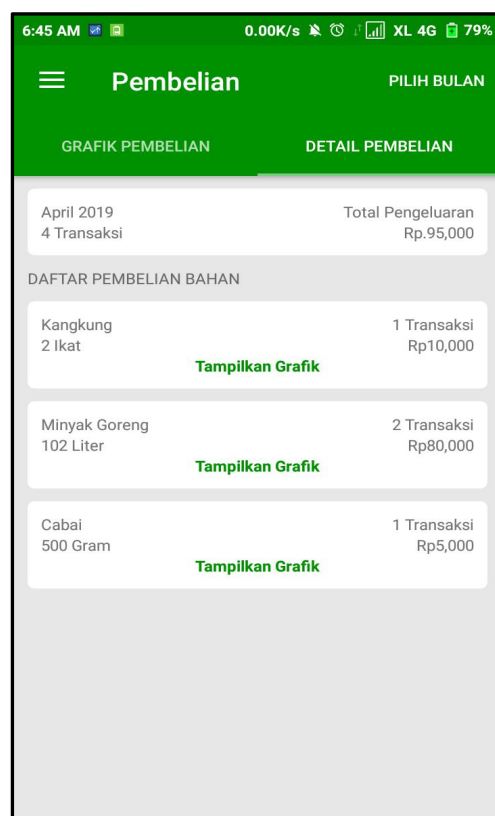 6:45 AM 0.00K/s XL 4G 79%
Pembelian PILIH BULAN
GRAFIK PEMBELIAN DETAIL PEMBELIAN
April 2019 Total Pengeluaran
4 Transaksi Rp.95,000
DAFTAR PEMBELIAN BAHAN
Kangkung 1 Transaksi
2 Ikat Rp10,000
Tampilkan Grafik
Minyak Goreng 2 Transaksi
102 Liter Rp80,000
Tampilkan Grafik
Cabai 1 Transaksi
500 Gram Rp5,000
Tampilkan Grafik